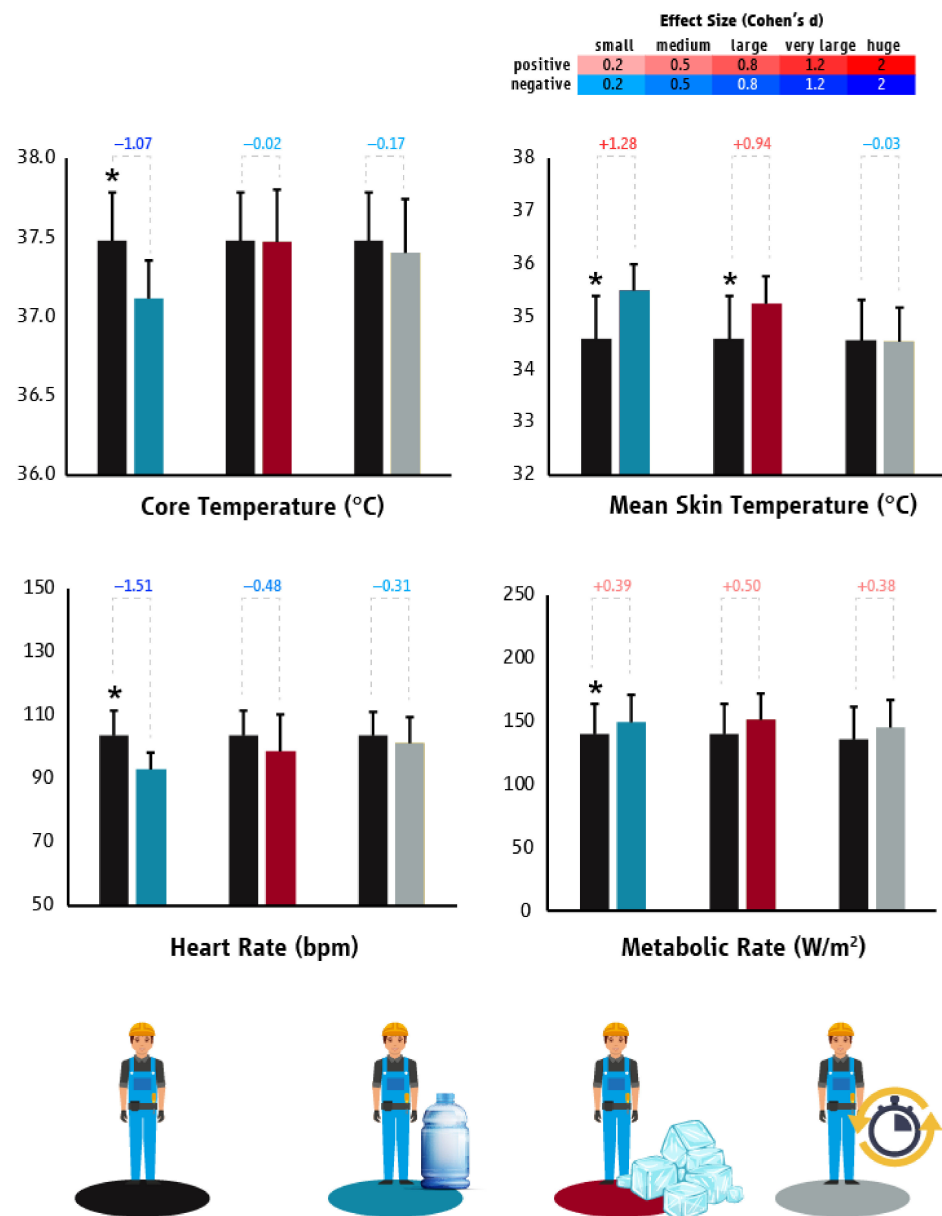 Effect Size (Cohen's d)
small medium large very large huge
positive 0.2 0.5 0.8 1.2 2
negative 0.2 0.5 0.8 1.2 2
−1.07 −0.02 −0.17
38.0
*
37.5
37.0
36.5
36.0
Core Temperature (°C)
+1.28 +0.94 −0.03
38
37
36
* *
35
34
33
32
Mean Skin Temperature (°C)
−1.51 −0.48 −0.31
150
130
*
110
90
70
50
Heart Rate (bpm)
+0.39 +0.50 +0.38
250
200
*
150
100
50
0
Metabolic Rate (W/m²)